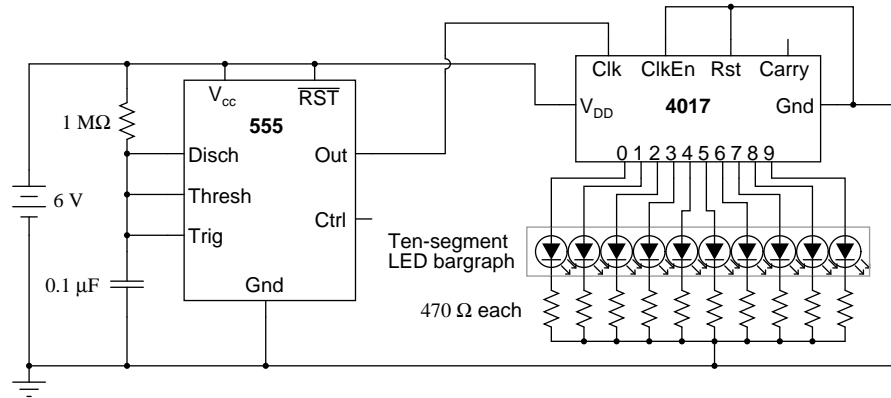 Clk ClkEn Rst Carry
V_DD 4017 Gnd
0 1 2 3 4 5 6 7 8 9
V_cc R̅S̅T̅
555
1 MΩ
Disch Out
Thresh
6 V
Ctrl
Trig
Ten-segment
LED bargraph
Gnd
0.1 µF
470 Ω each